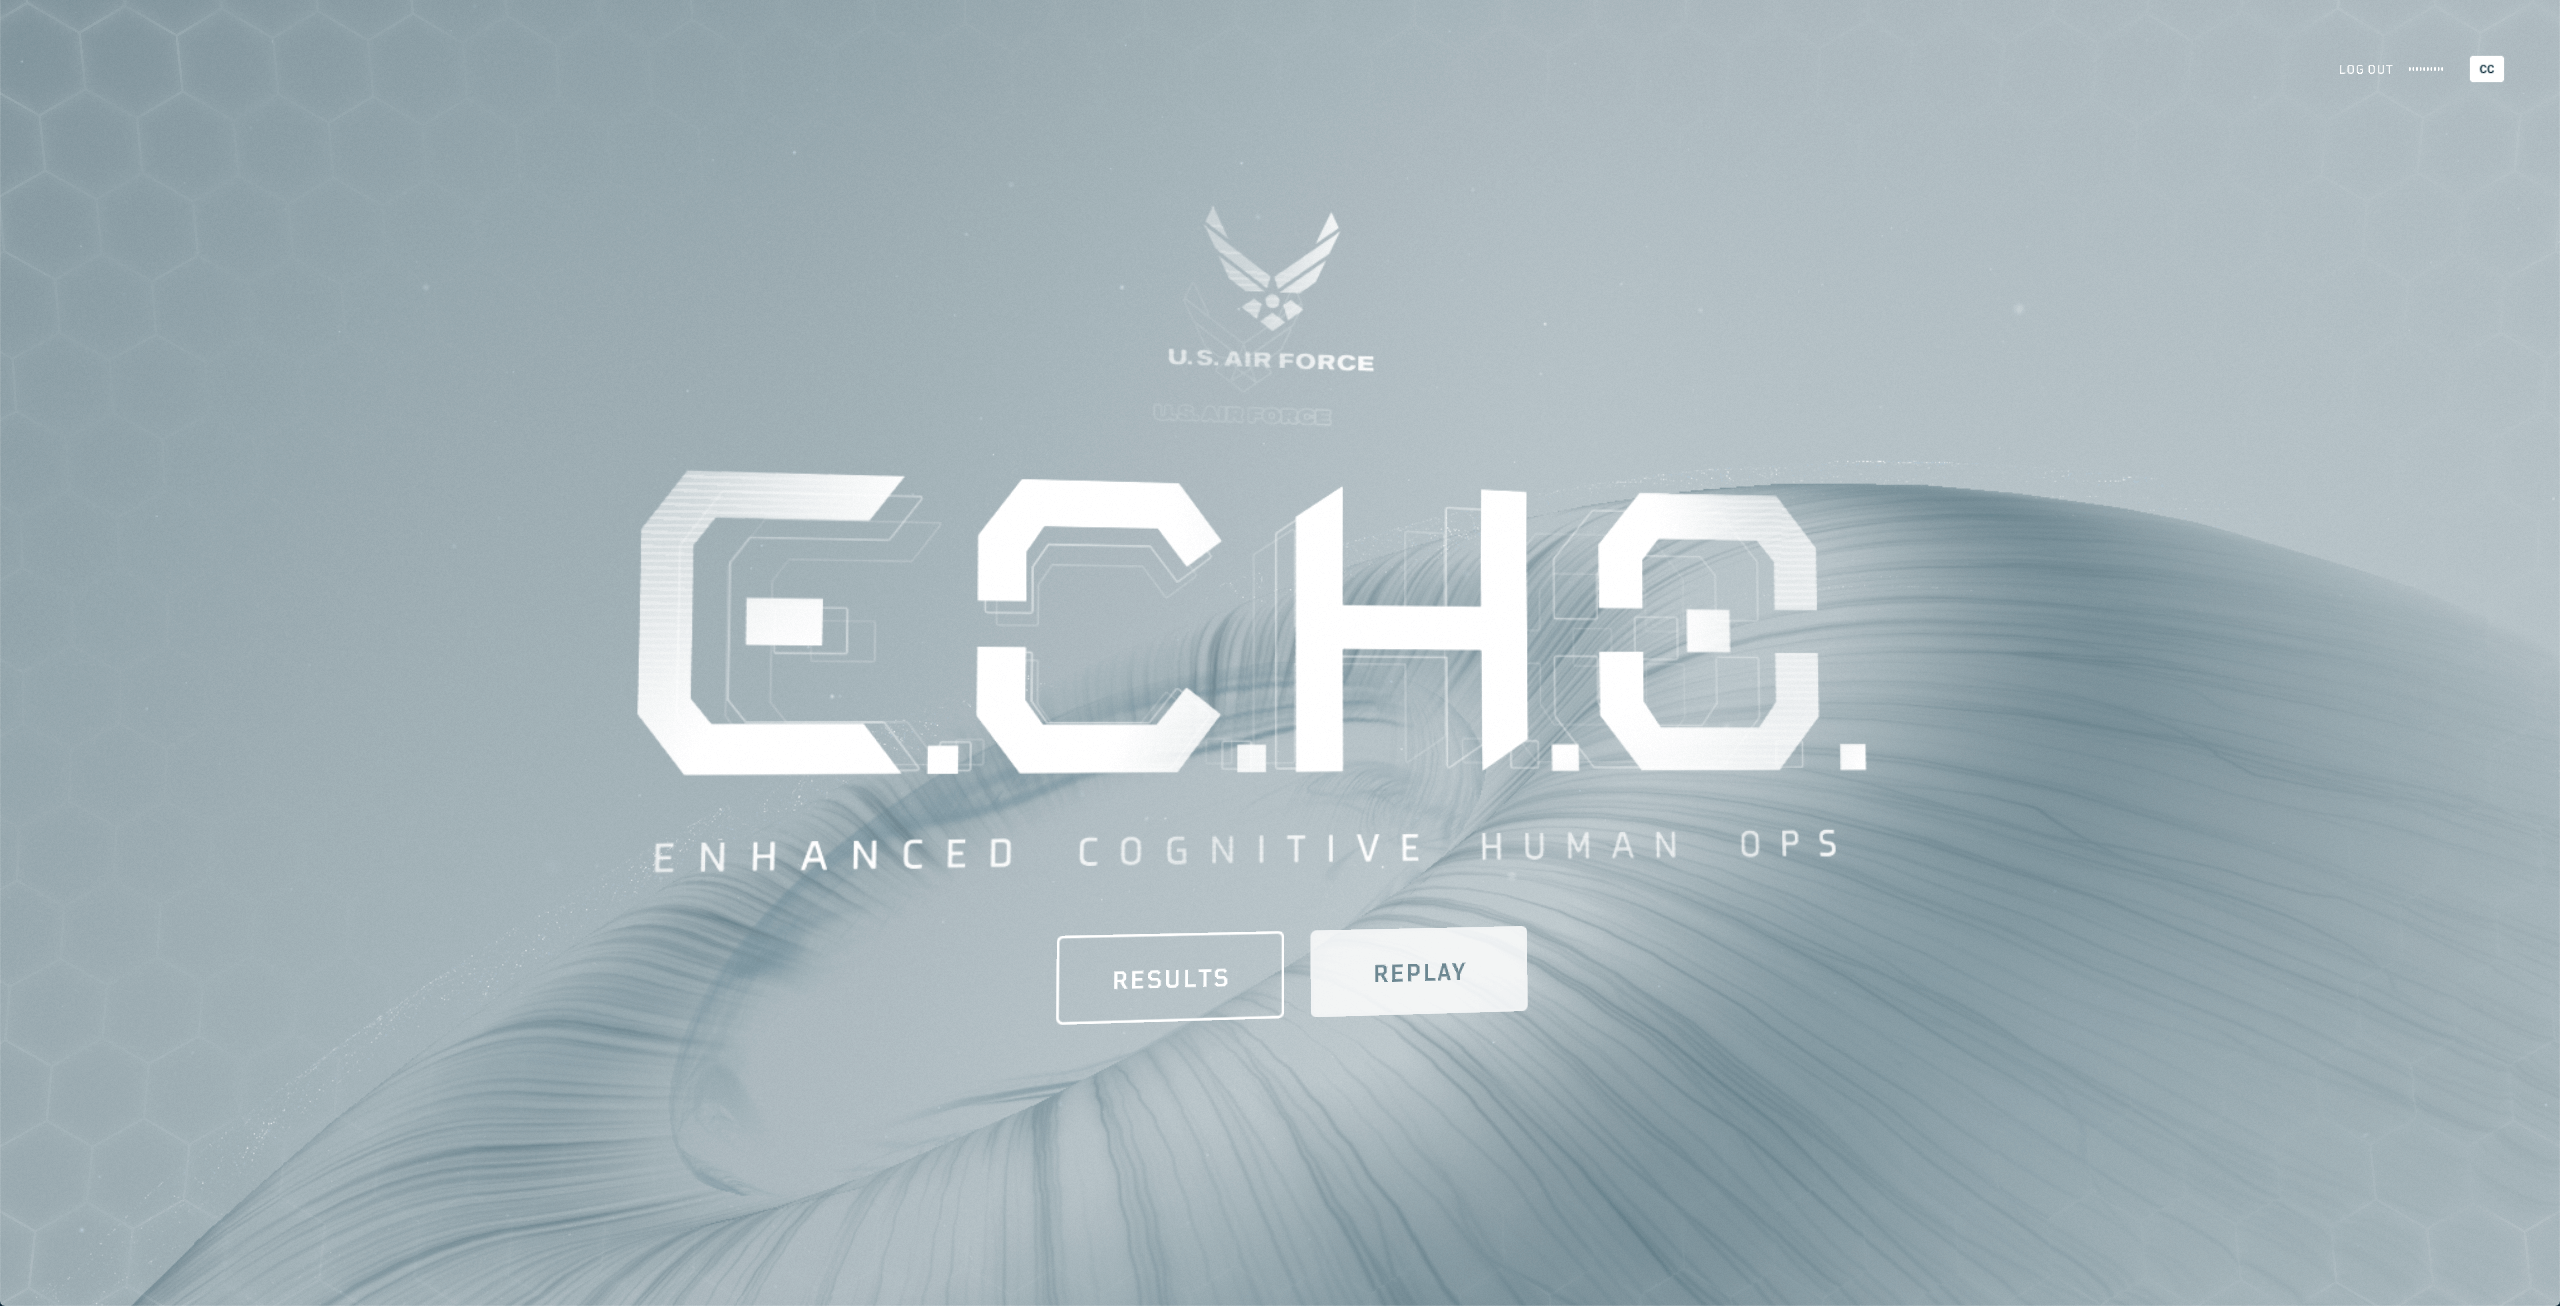 LOG OUT
CC
U.S. AIR FORCE
U.S. AIR FORCE
E.C.H.O.
ENHANCED COGNITIVE HUMAN OPS
RESULTS
REPLAY